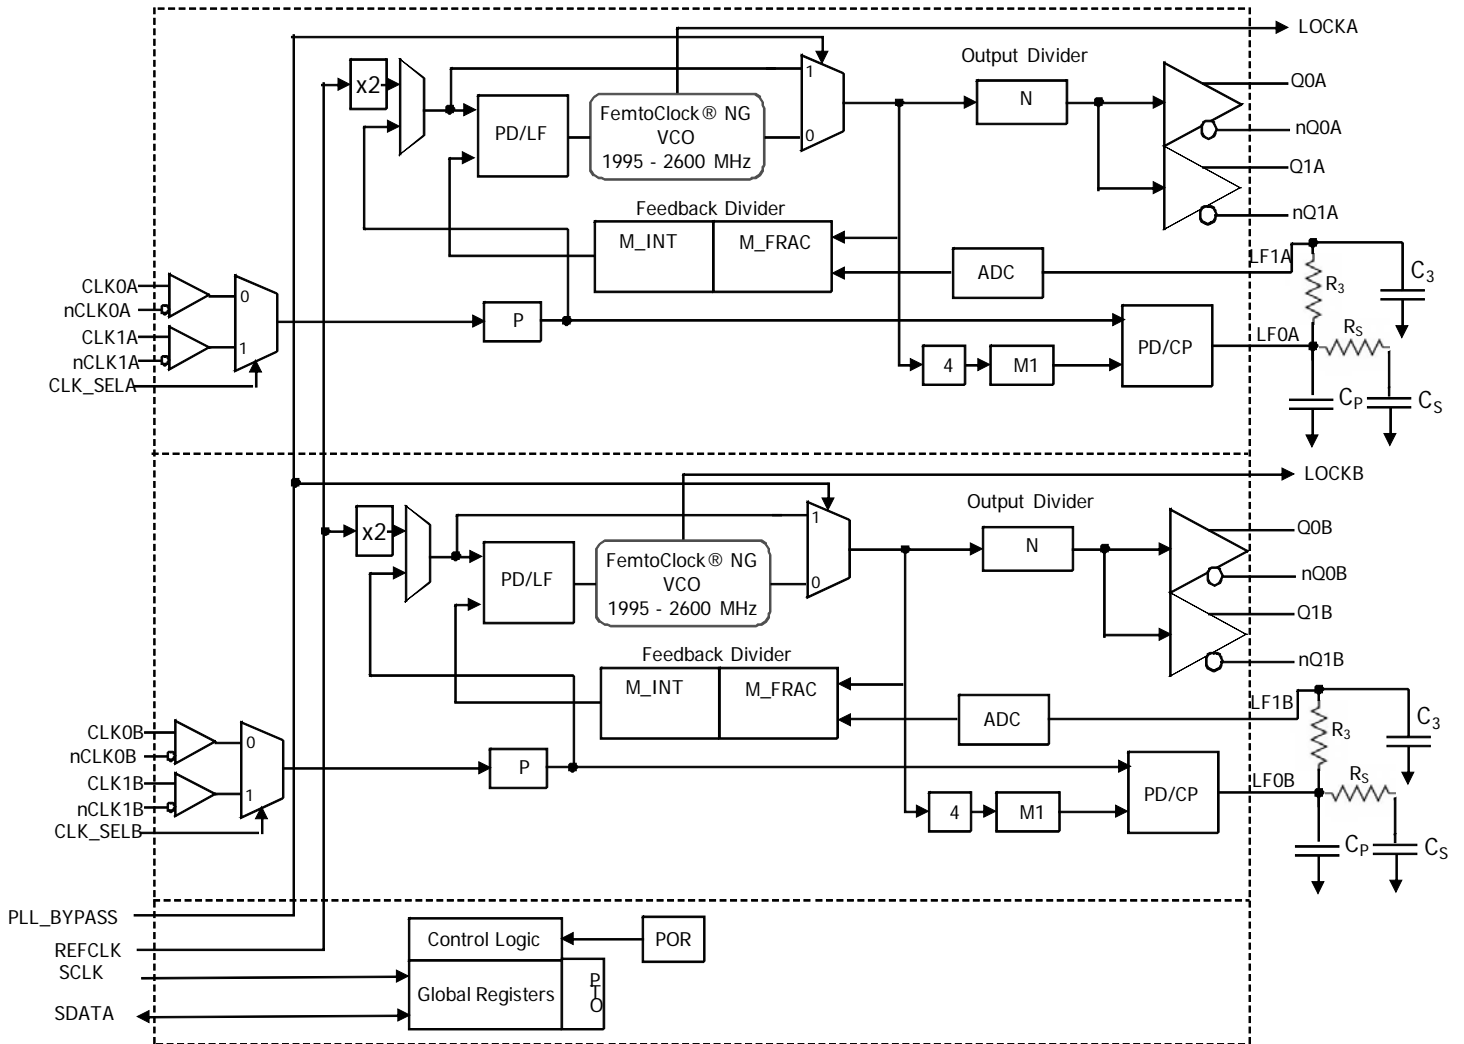 LOCKA
Output Divider
x2
1
Q0A
FemtoClock® NG
VCO
1995 - 2600 MHz
PD/LF
0
N
nQ0A
Q1A
Feedback Divider
nQ1A
M_INT
M_FRAC
ADC
LF1A
C3
R3
CLK0A
0
nCLK0A
P
CLK1A
1
nCLK1A
CLK_SELA
4
M1
PD/CP
LF0A
RS
CP
CS
LOCKB
Output Divider
x2
1
Q0B
FemtoClock® NG
VCO
1995 - 2600 MHz
PD/LF
0
N
nQ0B
Q1B
Feedback Divider
nQ1B
M_INT
M_FRAC
ADC
LF1B
C3
R3
CLK0B
0
nCLK0B
P
CLK1B
1
nCLK1B
CLK_SELB
4
M1
PD/CP
LF0B
RS
CP
CS
PLL_BYPASS
REFCLK
SCLK
SDATA
Control Logic
POR
Global Registers
OTP